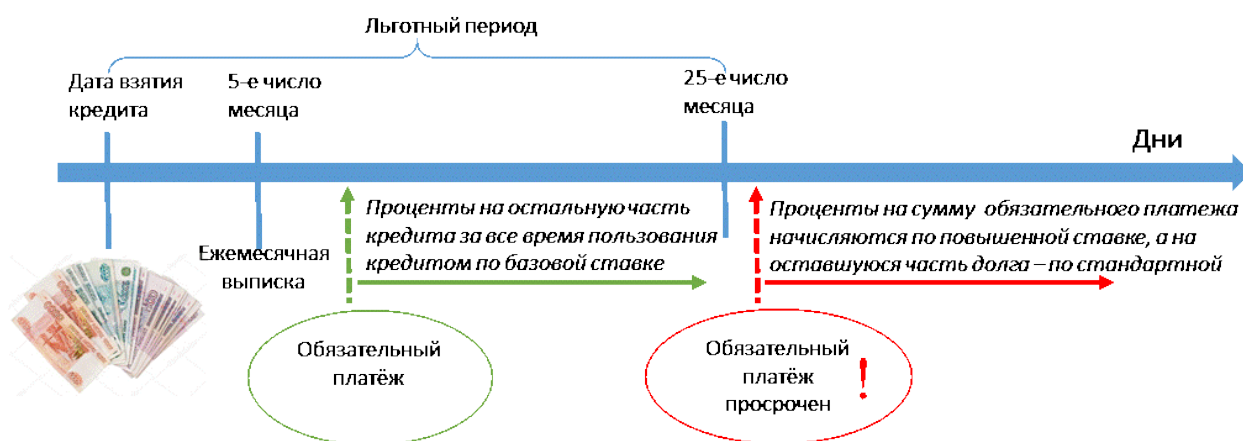 Льготный период
Дата взятия
кредита
5-е число
месяца
25-е число
месяца
Дни
Ежемесячная
выписка
Проценты на остальную часть
кредита за все время пользования
кредитом по базовой ставке
Проценты на сумму обязательного платежа
начисляются по повышенной ставке, а на
оставшуюся часть долга – по стандартной
Обязательный
платёж
Обязательный
платёж
просрочен
!